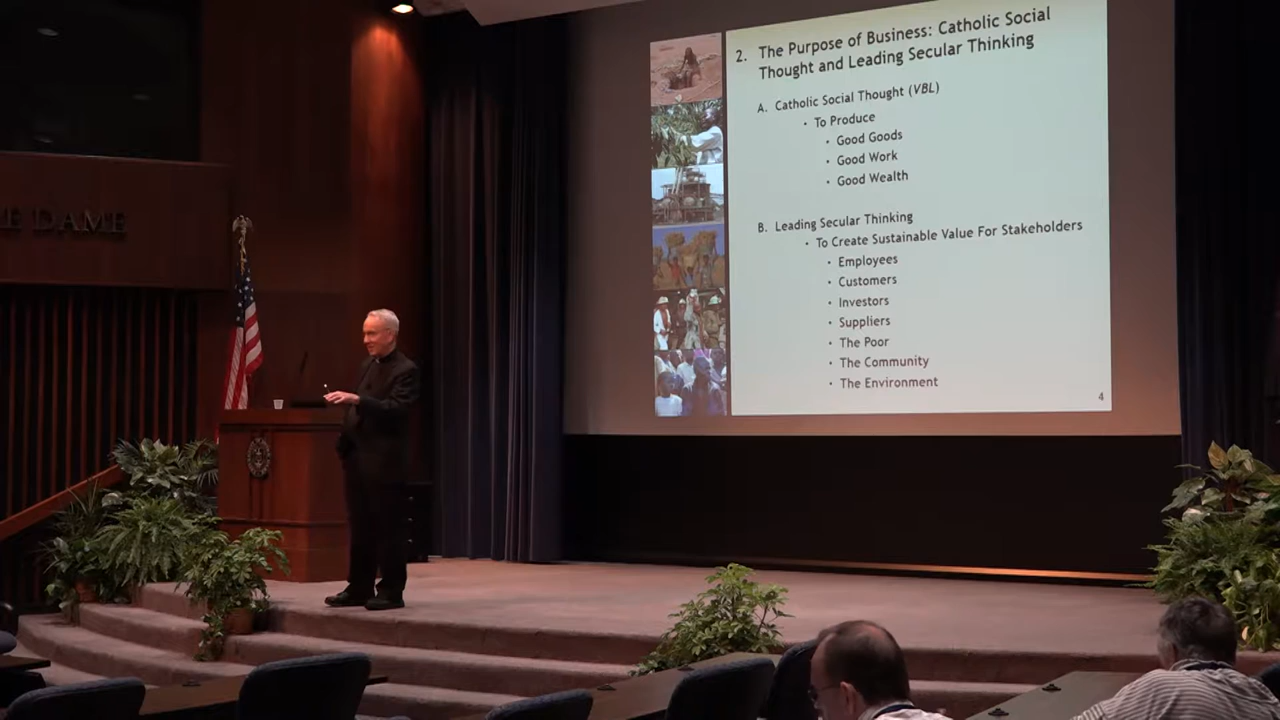 E DAME
2. The Purpose of Business: Catholic Social
Thought and Leading Secular Thinking
A. Catholic Social Thought (VBL)
· To Produce
· Good Goods
· Good Work
· Good Wealth
B. Leading Secular Thinking
· To Create Sustainable Value For Stakeholders
· Employees
· Customers
· Investors
· Suppliers
· The Poor
· The Community
· The Environment
4